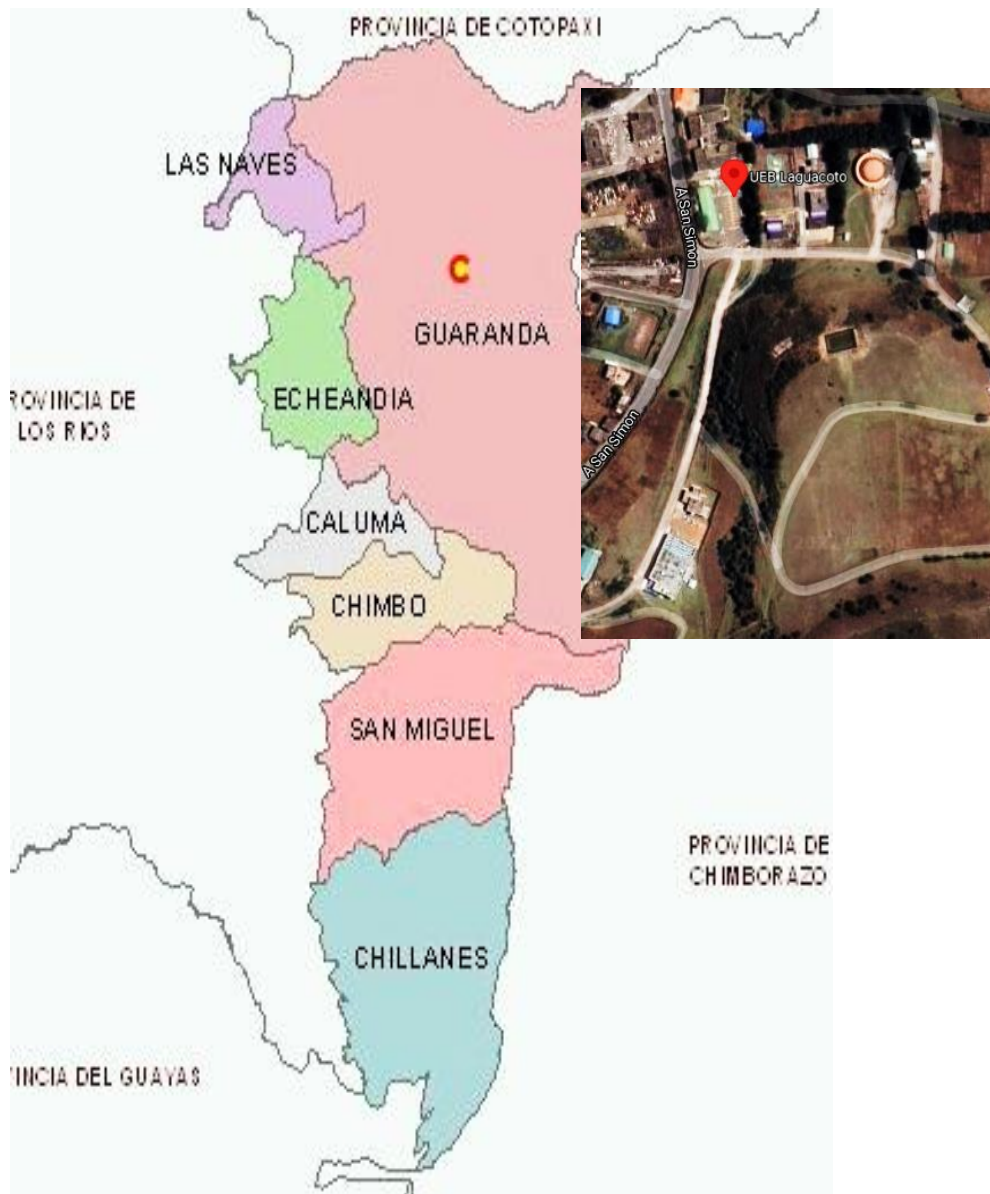 PROVINCIA DE COTOPAXI
LAS NAVES
C
GUARANDA
ECHEANDIA
ROVINCIA DE
LOS RIOS
CALUMA
CHIMBO
SAN MIGUEL
PROVINCIA DE
CHIMBORAZO
CHILLANES
VINCIA DEL GUAYAS
UEB Laguacoto
A San Simon
A San Simon